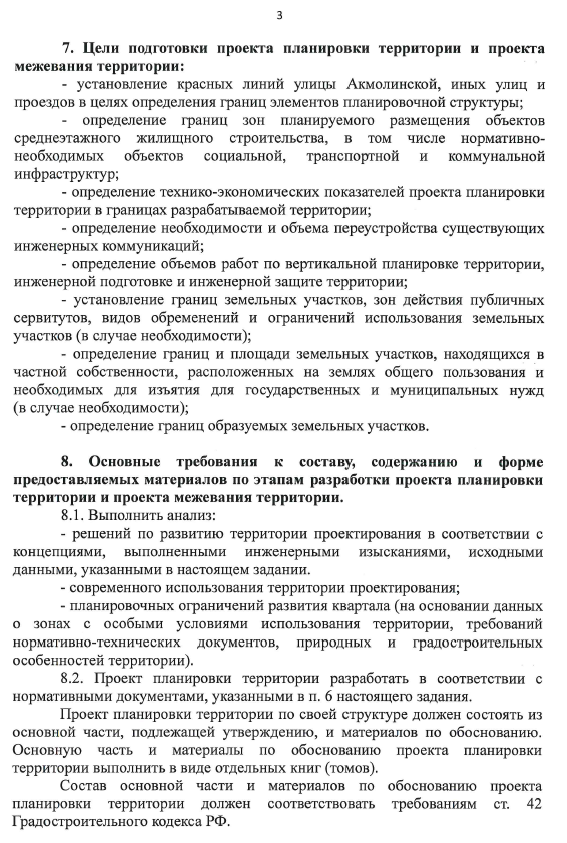 3
7. Цели подготовки проекта планировки территории и проекта
межевания территории:
- установление красных линий улицы Акмолинской, иных улиц и
проездов в целях определения границ элементов планировочной структуры;
- определение границ зон планируемого размещения объектов
среднеэтажного жилищного строительства, в том числе нормативно-
необходимых объектов социальной, транспортной и коммунальной
инфраструктур;
- определение технико-экономических показателей проекта планировки
территории в границах разрабатываемой территории;
- определение необходимости и объема переустройства существующих
инженерных коммуникаций;
- определение объемов работ по вертикальной планировке территории,
инженерной подготовке и инженерной защите территории;
- установление границ земельных участков, зон действия публичных
сервитутов, видов обременений и ограничений использования земельных
участков (в случае необходимости);
- определение границ и площади земельных участков, находящихся в
частной собственности, расположенных на землях общего пользования и
необходимых для изъятия для государственных и муниципальных нужд
(в случае необходимости);
- определение границ образуемых земельных участков.
8. Основные требования к составу, содержанию и форме
предоставляемых материалов по этапам разработки проекта планировки
территории и проекта межевания территории.
8.1. Выполнить анализ:
- решений по развитию территории проектирования в соответствии с
концепциями, выполненными инженерными изысканиями, исходными
данными, указанными в настоящем задании.
- современного использования территории проектирования;
- планировочных ограничений развития квартала (на основании данных
о зонах с особыми условиями использования территории, требований
нормативно-технических документов, природных и градостроительных
особенностей территории).
8.2. Проект планировки территории разработать в соответствии с
нормативными документами, указанными в п. 6 настоящего задания.
Проект планировки территории по своей структуре должен состоять из
основной части, подлежащей утверждению, и материалов по обоснованию.
Основную часть и материалы по обоснованию проекта планировки
территории выполнить в виде отдельных книг (томов).
Состав основной части и материалов по обоснованию проекта
планировки территории должен соответствовать требованиям ст. 42
Градостроительного кодекса РФ.